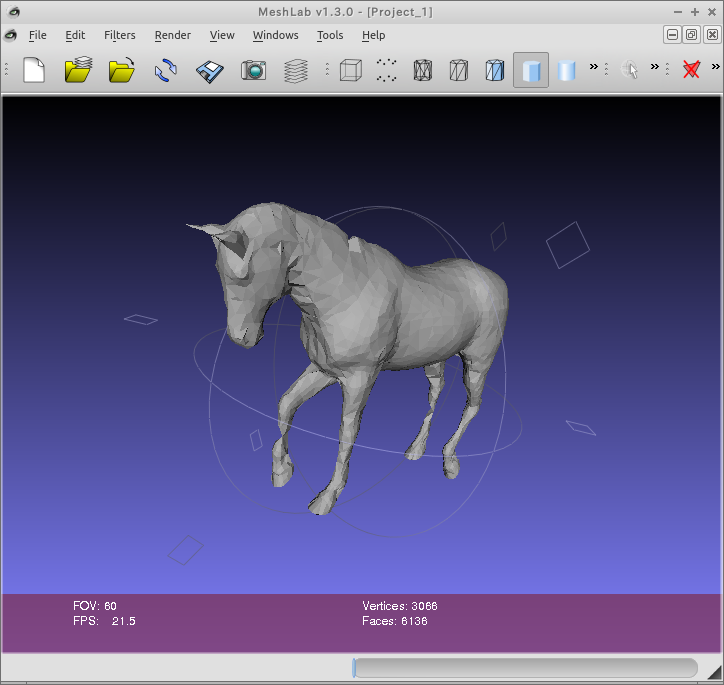 MeshLab v1.3.0 - [Project_1]
File Edit Filters Render View Windows Tools Help
FOV: 60 Vertices: 3066
FPS: 21.5 Faces: 6136